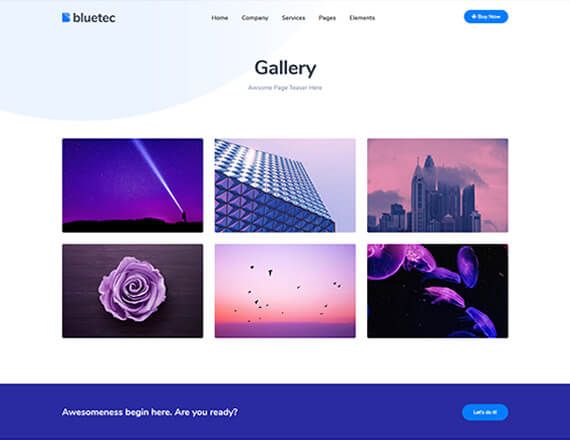 bluetec
Home Company Services Pages Elements
Buy Now
Gallery
Awsome Page Teaser Here
Awesomeness begin here. Are you ready?
Let's do it!